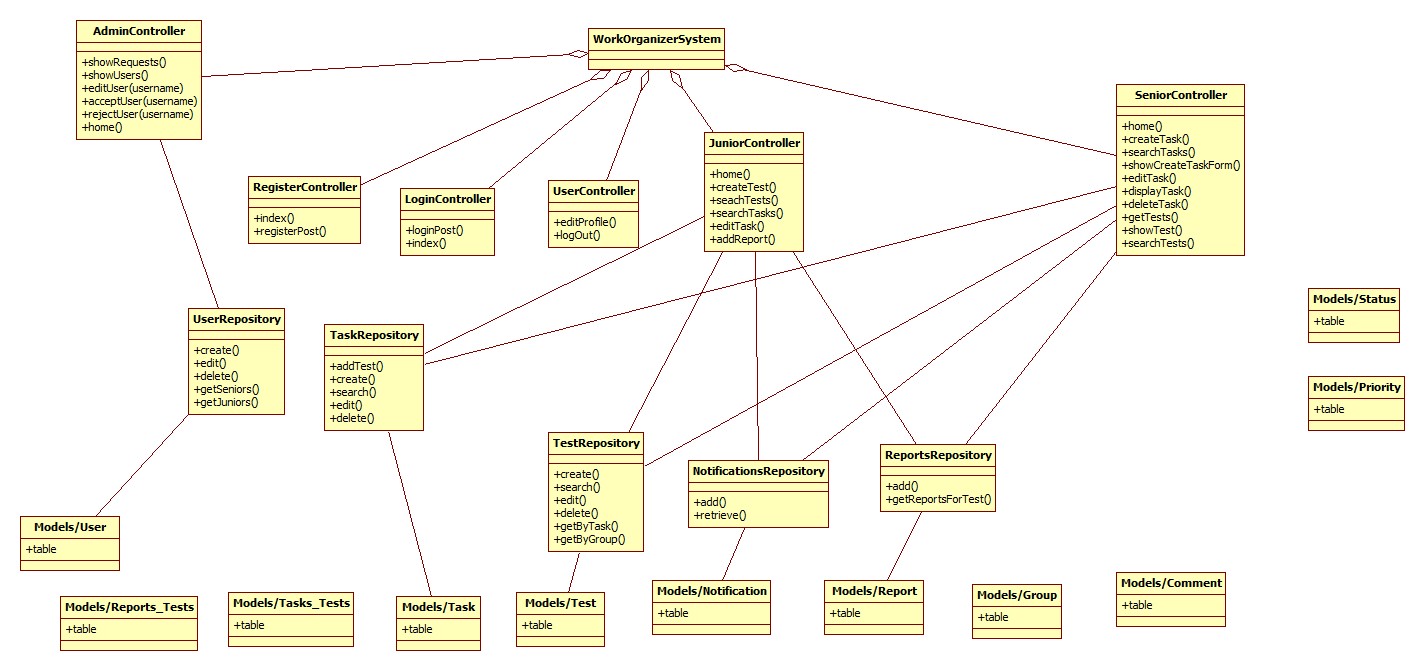 AdminController
+showRequests()
+showUsers()
+editUser(username)
+acceptUser(username)
+rejectUser(username)
+home()
WorkOrganizerSystem
SeniorController
+home()
+createTask()
+searchTasks()
+showCreateTaskForm()
+editTask()
+displayTask()
+deleteTask()
+getTests()
+showTest()
+searchTests()
JuniorController
+home()
+createTest()
+seachTests()
+searchTasks()
+editTask()
+addReport()
RegisterController
+index()
+registerPost()
LoginController
+loginPost()
+index()
UserController
+editProfile()
+logOut()
UserRepository
+create()
+edit()
+delete()
+getSeniors()
+getJuniors()
TaskRepository
+addTest()
+create()
+search()
+edit()
+delete()
Models/Status
+table
Models/Priority
+table
TestRepository
+create()
+search()
+edit()
+delete()
+getByTask()
+getByGroup()
NotificationsRepository
+add()
+retrieve()
ReportsRepository
+add()
+getReportsForTest()
Models/User
+table
Models/Reports_Tests
+table
Models/Tasks_Tests
+table
Models/Task
+table
Models/Test
+table
Models/Notification
+table
Models/Report
+table
Models/Group
+table
Models/Comment
+table